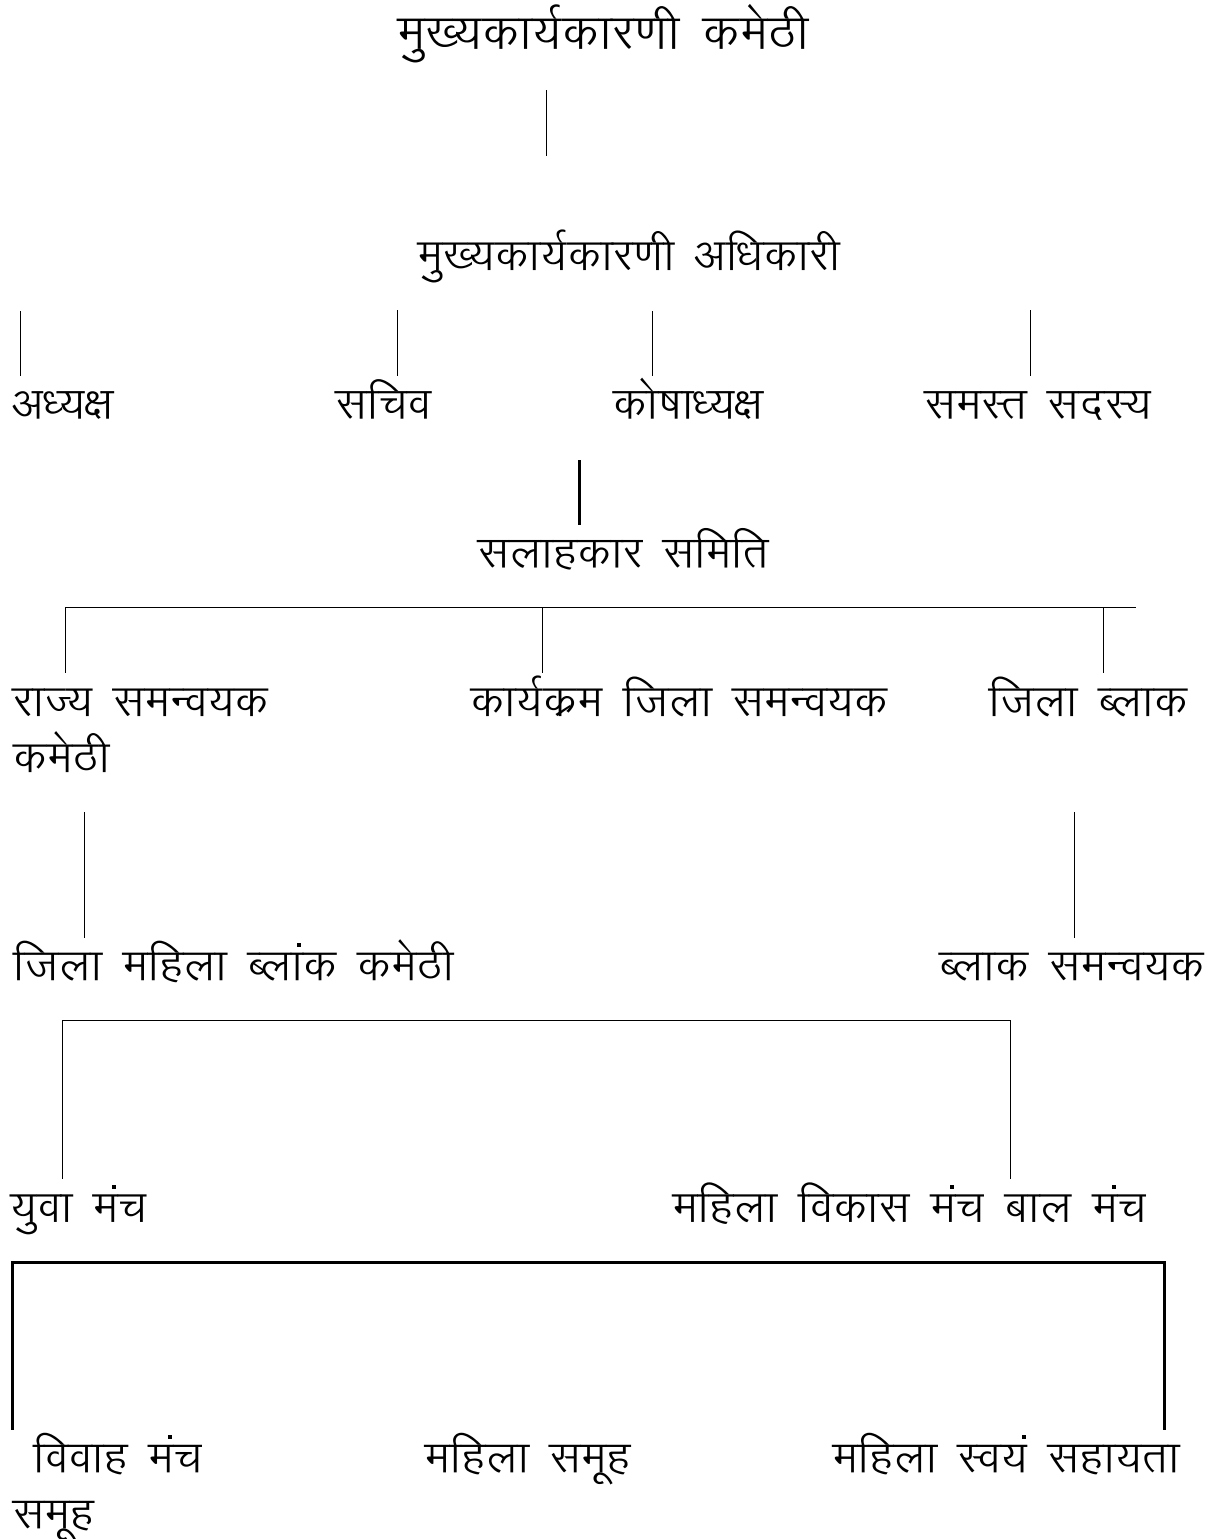 मुख्यकार्यकारणी कमेठी
मुख्यकार्यकारणी अधिकारी
अध्यक्ष सचिव कोषाध्यक्ष समस्त सदस्य
सलाहकार समिति
राज्य समन्वयक कार्यक्रम जिला समन्वयक जिला ब्लाक
कमेठी
जिला महिला ब्लांक कमेठी ब्लाक समन्वयक
युवा मंच महिला विकास मंच बाल मंच
विवाह मंच महिला समूह महिला स्वयं सहायता
समूह